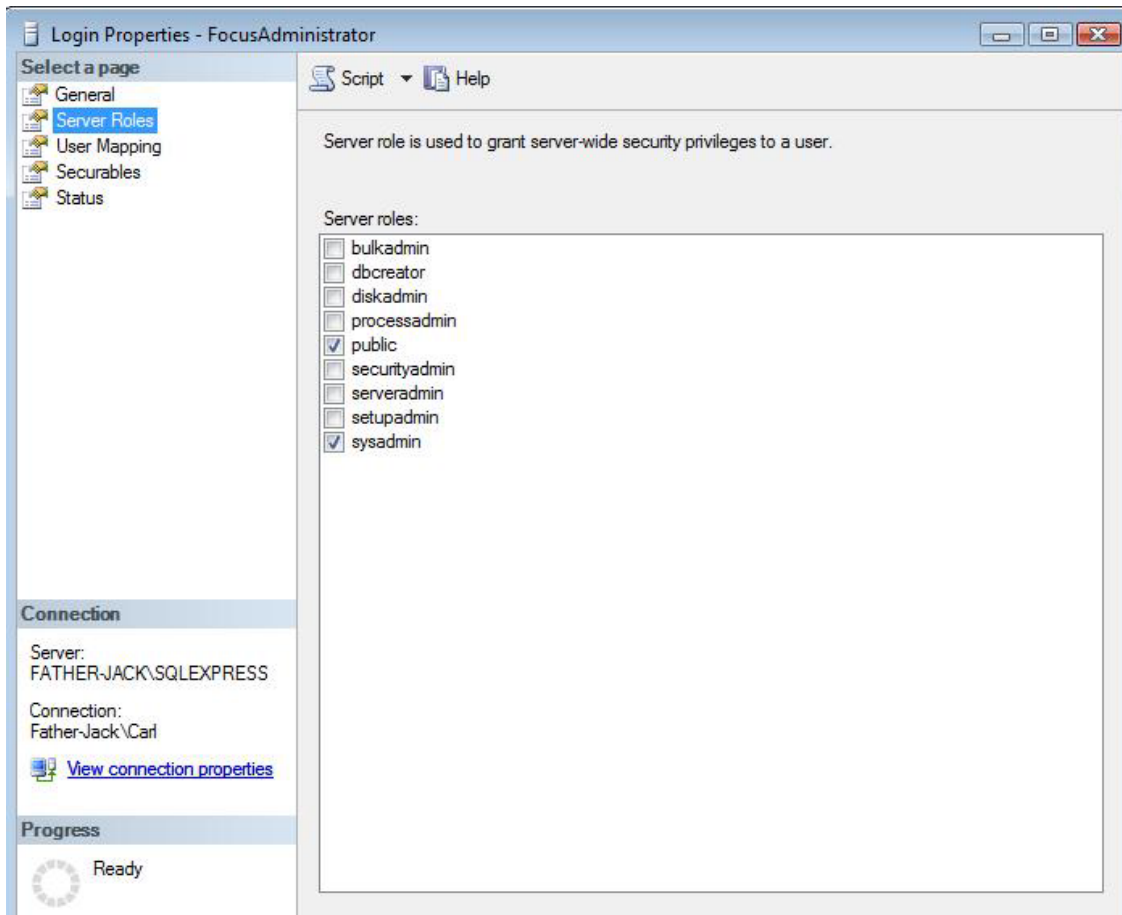 Login Properties - FocusAdministrator
Select a page
General
Server Roles
User Mapping
Securables
Status
Script
Help
Server role is used to grant server-wide security privileges to a user.
Server roles:
bulkadmin
dbcreator
diskadmin
processadmin
public
securityadmin
serveradmin
setupadmin
sysadmin
Connection
Server:
FATHER-JACK\SQLEXPRESS
Connection:
Father-Jack\Carl
View connection properties
Progress
Ready